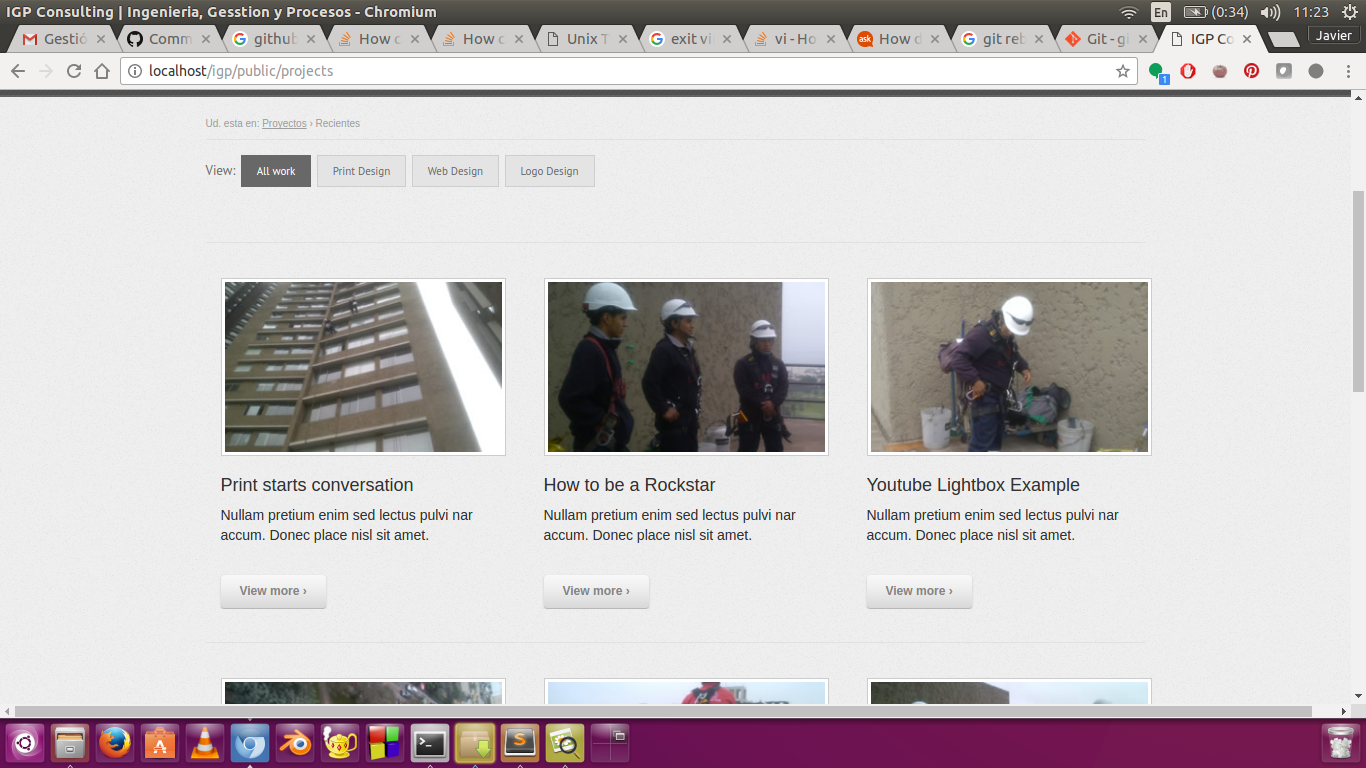 IGP Consulting | Ingenieria, Gesstion y Procesos - Chromium
En
(0:34)
11:23
Gestió
Comm
github
How c
How c
Unix T
exit vi
vi - Ho
How d
git reb
Git - gi
IGP Co
Javier
localhost/igp/public/projects
1
Ud. esta en: Proyectos › Recientes
View: All work Print Design Web Design Logo Design
Print starts conversation
Nullam pretium enim sed lectus pulvi nar
accum. Donec place nisl sit amet.
View more ›
How to be a Rockstar
Nullam pretium enim sed lectus pulvi nar
accum. Donec place nisl sit amet.
View more ›
Youtube Lightbox Example
Nullam pretium enim sed lectus pulvi nar
accum. Donec place nisl sit amet.
View more ›